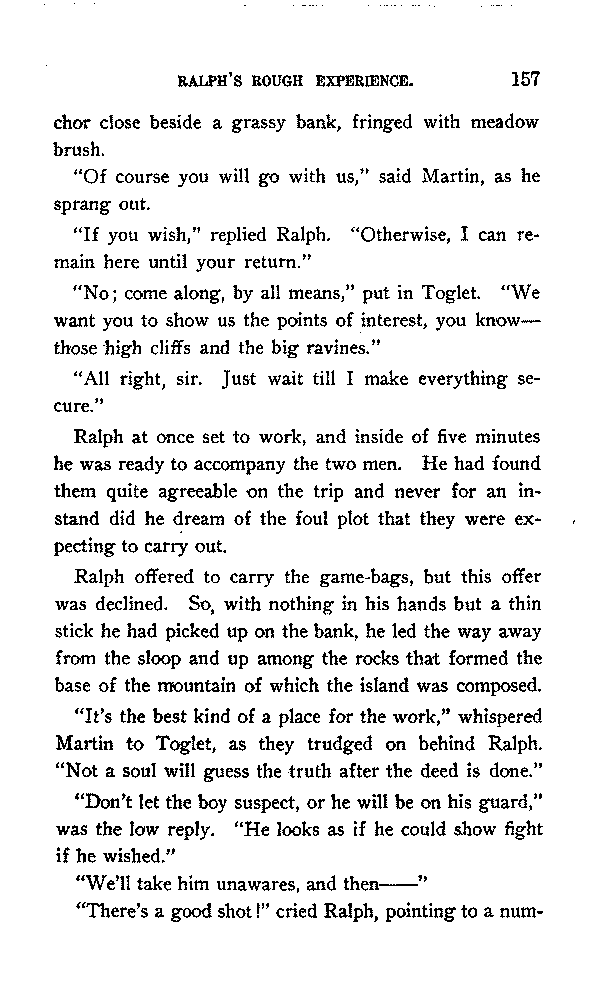 RALPH'S ROUGH EXPERIENCE. 157
chor close beside a grassy bank, fringed with meadow
brush.
"Of course you will go with us," said Martin, as he
sprang out.
"If you wish," replied Ralph. "Otherwise, I can re-
main here until your return."
"No; come along, by all means," put in Toglet. "We
want you to show us the points of interest, you know—
those high cliffs and the big ravines."
"All right, sir. Just wait till I make everything se-
cure."
Ralph at once set to work, and inside of five minutes
he was ready to accompany the two men. He had found
them quite agreeable on the trip and never for an in-
stand did he dream of the foul plot that they were ex-
pecting to carry out.
Ralph offered to carry the game-bags, but this offer
was declined. So, with nothing in his hands but a thin
stick he had picked up on the bank, he led the way away
from the sloop and up among the rocks that formed the
base of the mountain of which the island was composed.
"It's the best kind of a place for the work," whispered
Martin to Toglet, as they trudged on behind Ralph.
"Not a soul will guess the truth after the deed is done."
"Don't let the boy suspect, or he will be on his guard,"
was the low reply. "He looks as if he could show fight
if he wished."
"We'll take him unawares, and then——"
"There's a good shot!" cried Ralph, pointing to a num-